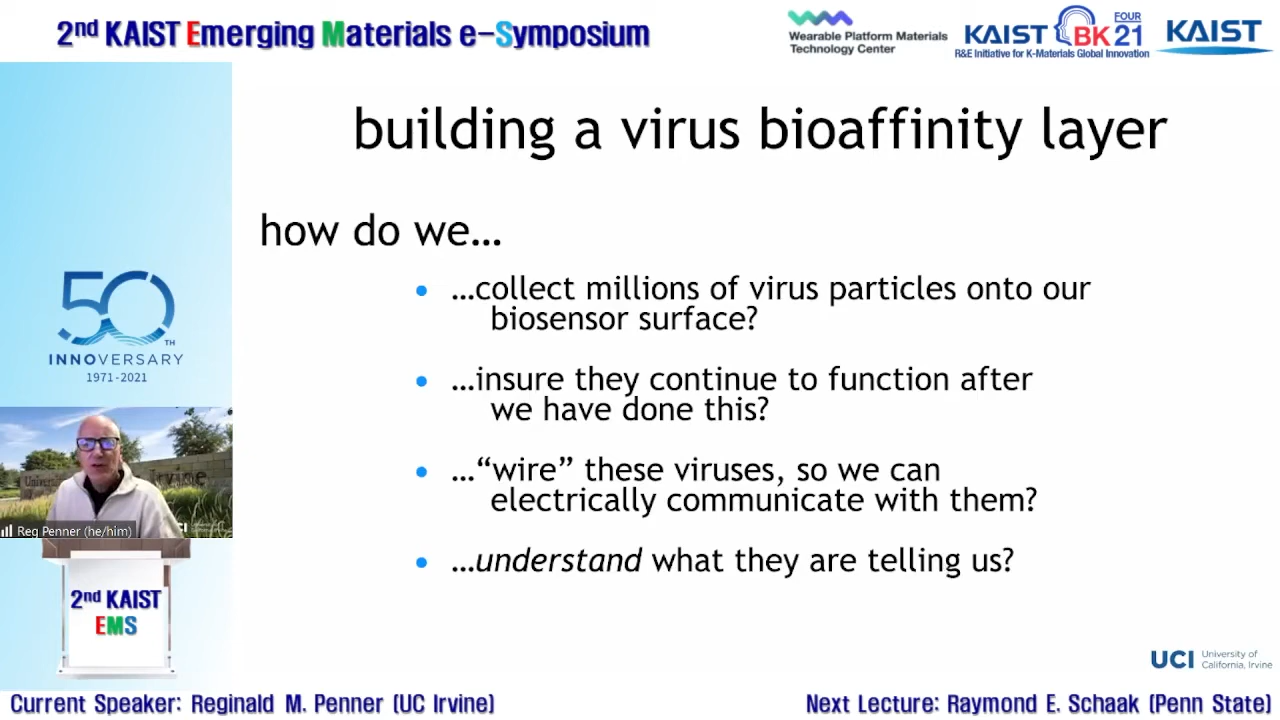 2nd KAIST Emerging Materials e-Symposium
Wearable Platform Materials
Technology Center
KAIST BK21 FOUR
R&E Initiative for K-Materials Global Innovation
KAIST
building a virus bioaffinity layer
how do we…
• …collect millions of virus particles onto our
biosensor surface?
• …insure they continue to function after
we have done this?
• …“wire” these viruses, so we can
electrically communicate with them?
• …understand what they are telling us?
50TH
INNOVERSARY
1971-2021
Reg Penner (he/him)
UCI
2nd KAIST
EMS
UCI University of
California, Irvine
Current Speaker: Reginald M. Penner (UC Irvine)
Next Lecture: Raymond E. Schaak (Penn State)